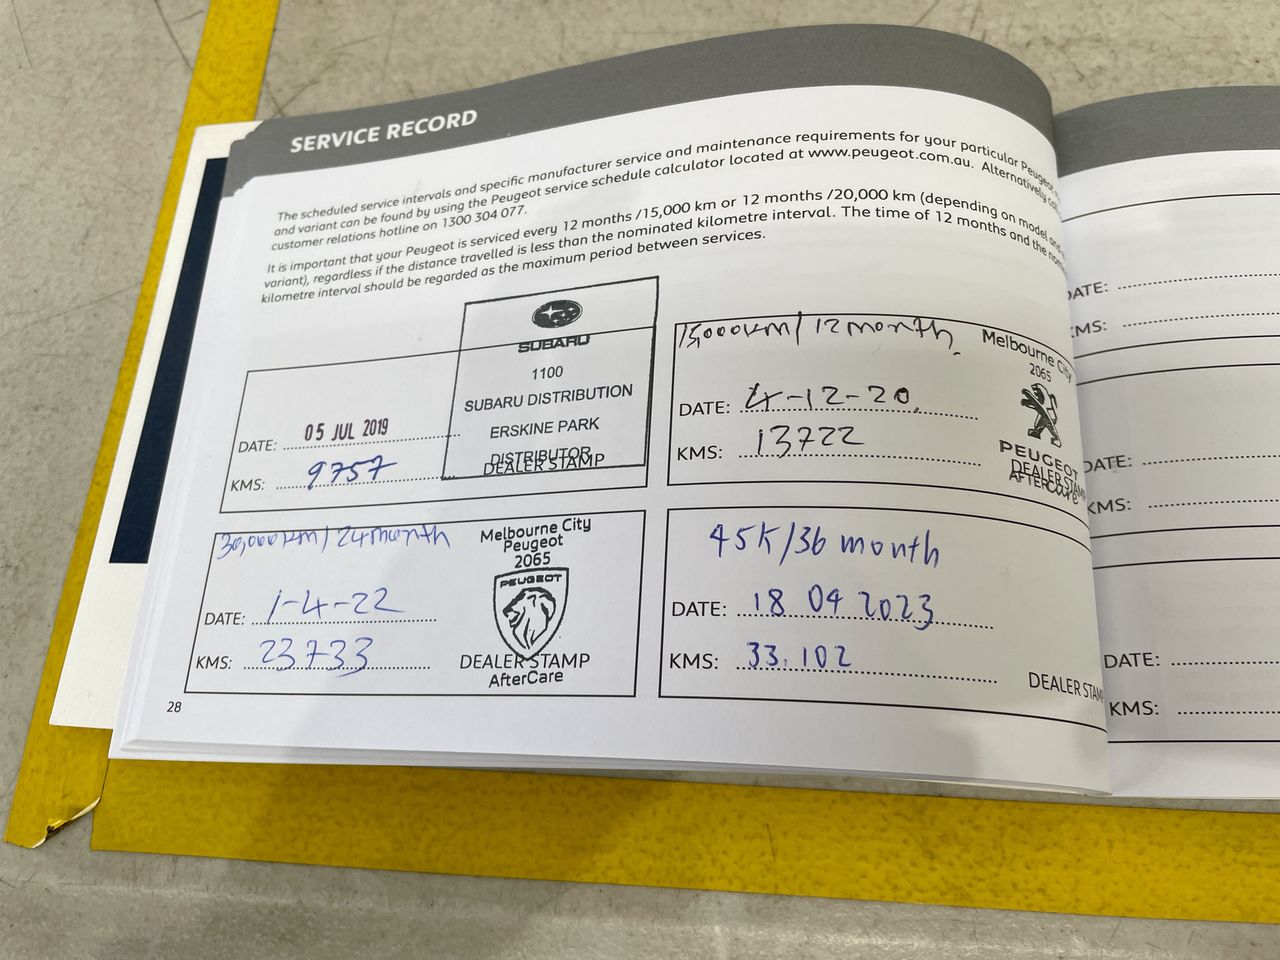 SERVICE RECORD
The scheduled service intervals and specific manufacturer service and maintenance requirements for your particular Peugeot
and variant can be found by using the Peugeot service schedule calculator located at www.peugeot.com.au. Alternatively
customer relations hotline on 1300 304 077.
It is important that your Peugeot is serviced every 12 months /15,000 km or 12 months /20,000 km (depending on model and
variant), regardless if the distance travelled is less than the nominated kilometre interval. The time of 12 months and the
kilometre interval should be regarded as the maximum period between services.
SUBARU
1100
SUBARU DISTRIBUTION
ERSKINE PARK
DISTRIBUTOR
DEALER STAMP
DATE: 05 JUL 2019
KMS: 9757
15,000km/12month.
Melbourne City
2065
PEUGEOT
DEALER STAMP
AFTERCare
DATE: 4-12-20
KMS: 13722
30,000km/24month
Melbourne City
Peugeot
2065
PEUGEOT
DEALER STAMP
AfterCare
DATE: 1-4-22
KMS: 23733
45K/36 month
DATE: 18 04 2023
KMS: 33.102
DEALER STAMP
28
DATE:
KMS:
DATE:
KMS:
DATE:
KMS: